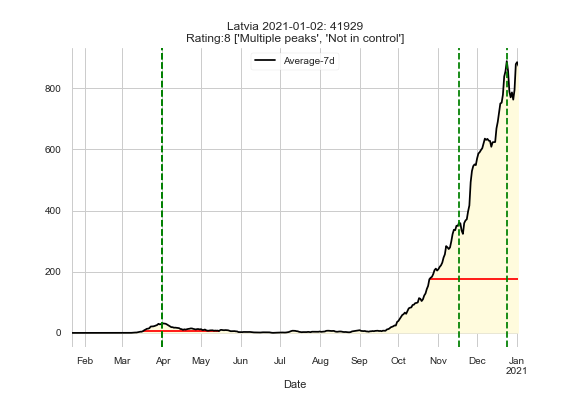 Latvia 2021-01-02: 41929
Rating:8 ['Multiple peaks', 'Not in control']
Average-7d
800
600
400
200
0
Feb Mar Apr May Jun Jul Aug Sep Oct Nov Dec Jan
2021
Date